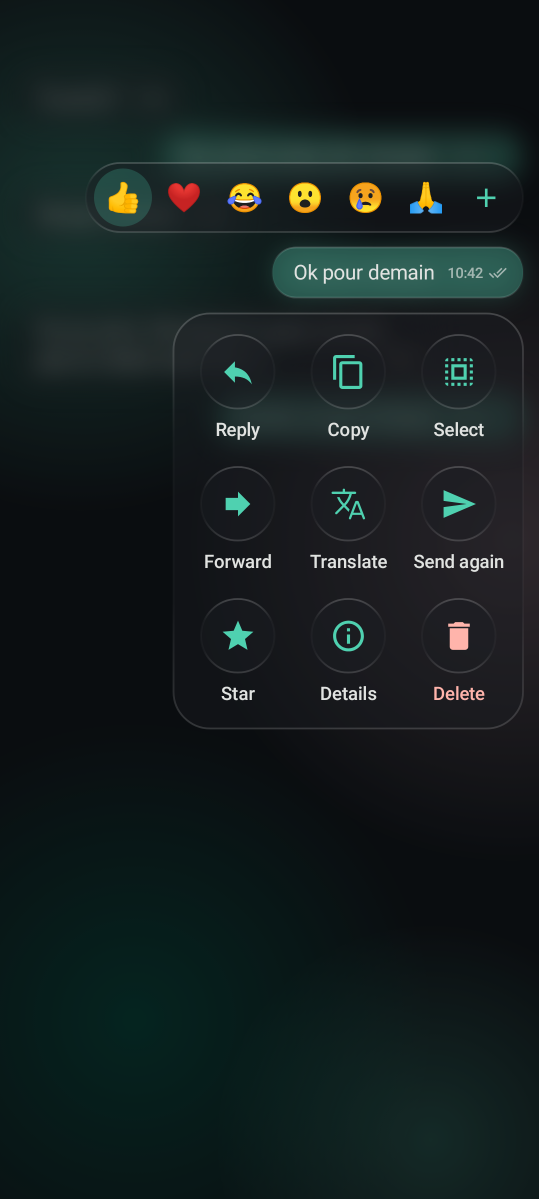 Ok pour demain 10:42
Reply Copy Select
Forward Translate Send again
Star Details Delete